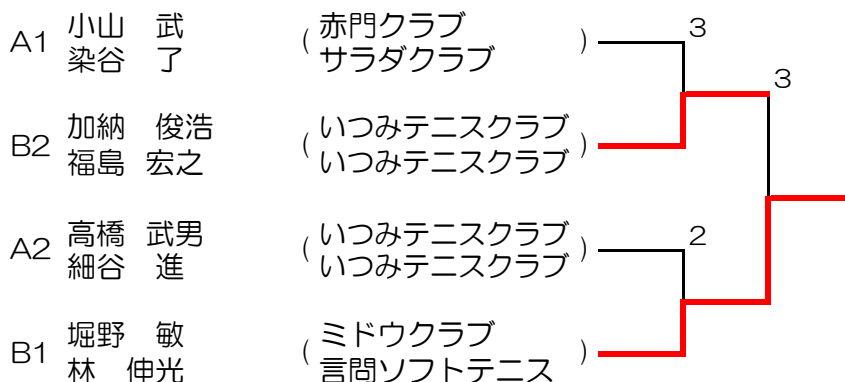 A1 小山 武 ( 赤門クラブ ) 3
染谷 了 サラダクラブ
3
B2 加納 俊浩 ( いつみテニスクラブ )
福島 宏之 いつみテニスクラブ
A2 高橋 武男 ( いつみテニスクラブ ) 2
細谷 進 いつみテニスクラブ
B1 堀野 敏 ( ミドウクラブ )
林 伸光 言問ソフトテニス